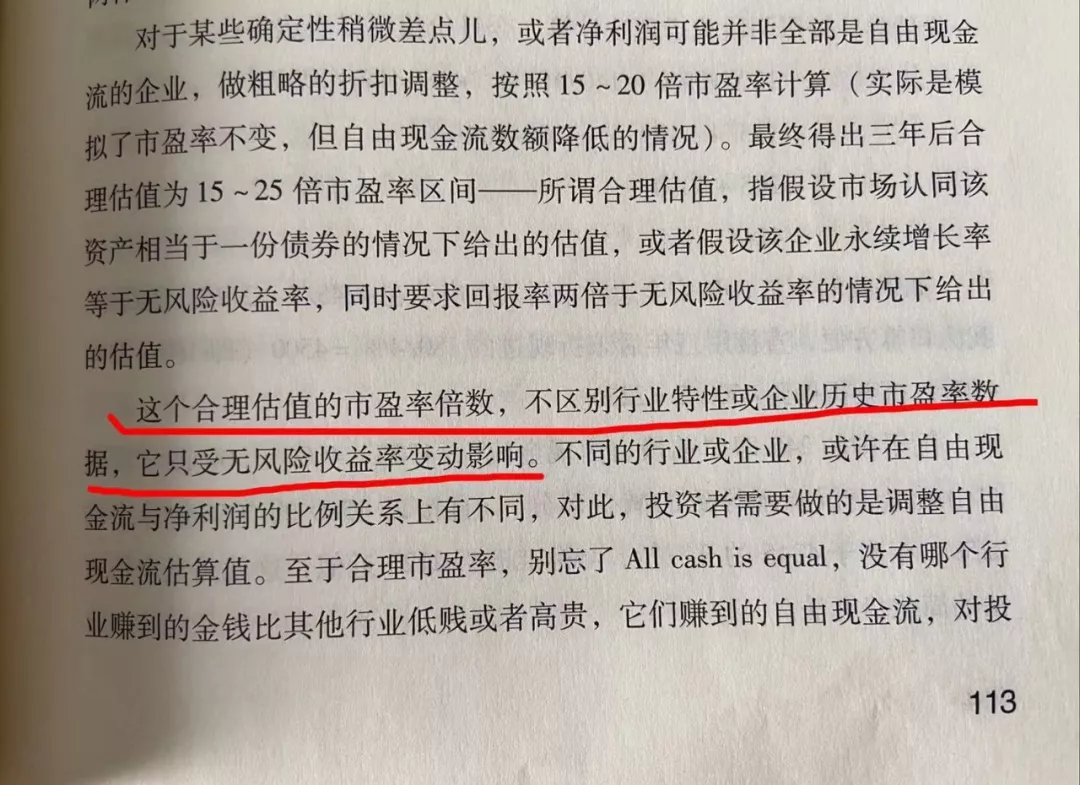 对于某些确定性稍微差点儿，或者净利润可能并非全部是自由现金
流的企业，做粗略的折扣调整，按照 15～20 倍市盈率计算（实际是模
拟了市盈率不变，但自由现金流数额降低的情况）。最终得出三年后合
理估值为 15～25 倍市盈率区间——所谓合理估值，指假设市场认同该
资产相当于一份债券的情况下给出的估值，或者假设该企业永续增长率
等于无风险收益率，同时要求回报率两倍于无风险收益率的情况下给出
的估值。
这个合理估值的市盈率倍数，不区别行业特性或企业历史市盈率数
据，它只受无风险收益率变动影响。不同的行业或企业，或许在自由现
金流与净利润的比例关系上有不同，对此，投资者需要做的是调整自由
现金流估算值。至于合理市盈率，别忘了 All cash is equal，没有哪个行
业赚到的金钱比其他行业低贱或者高贵，它们赚到的自由现金流，对投
113